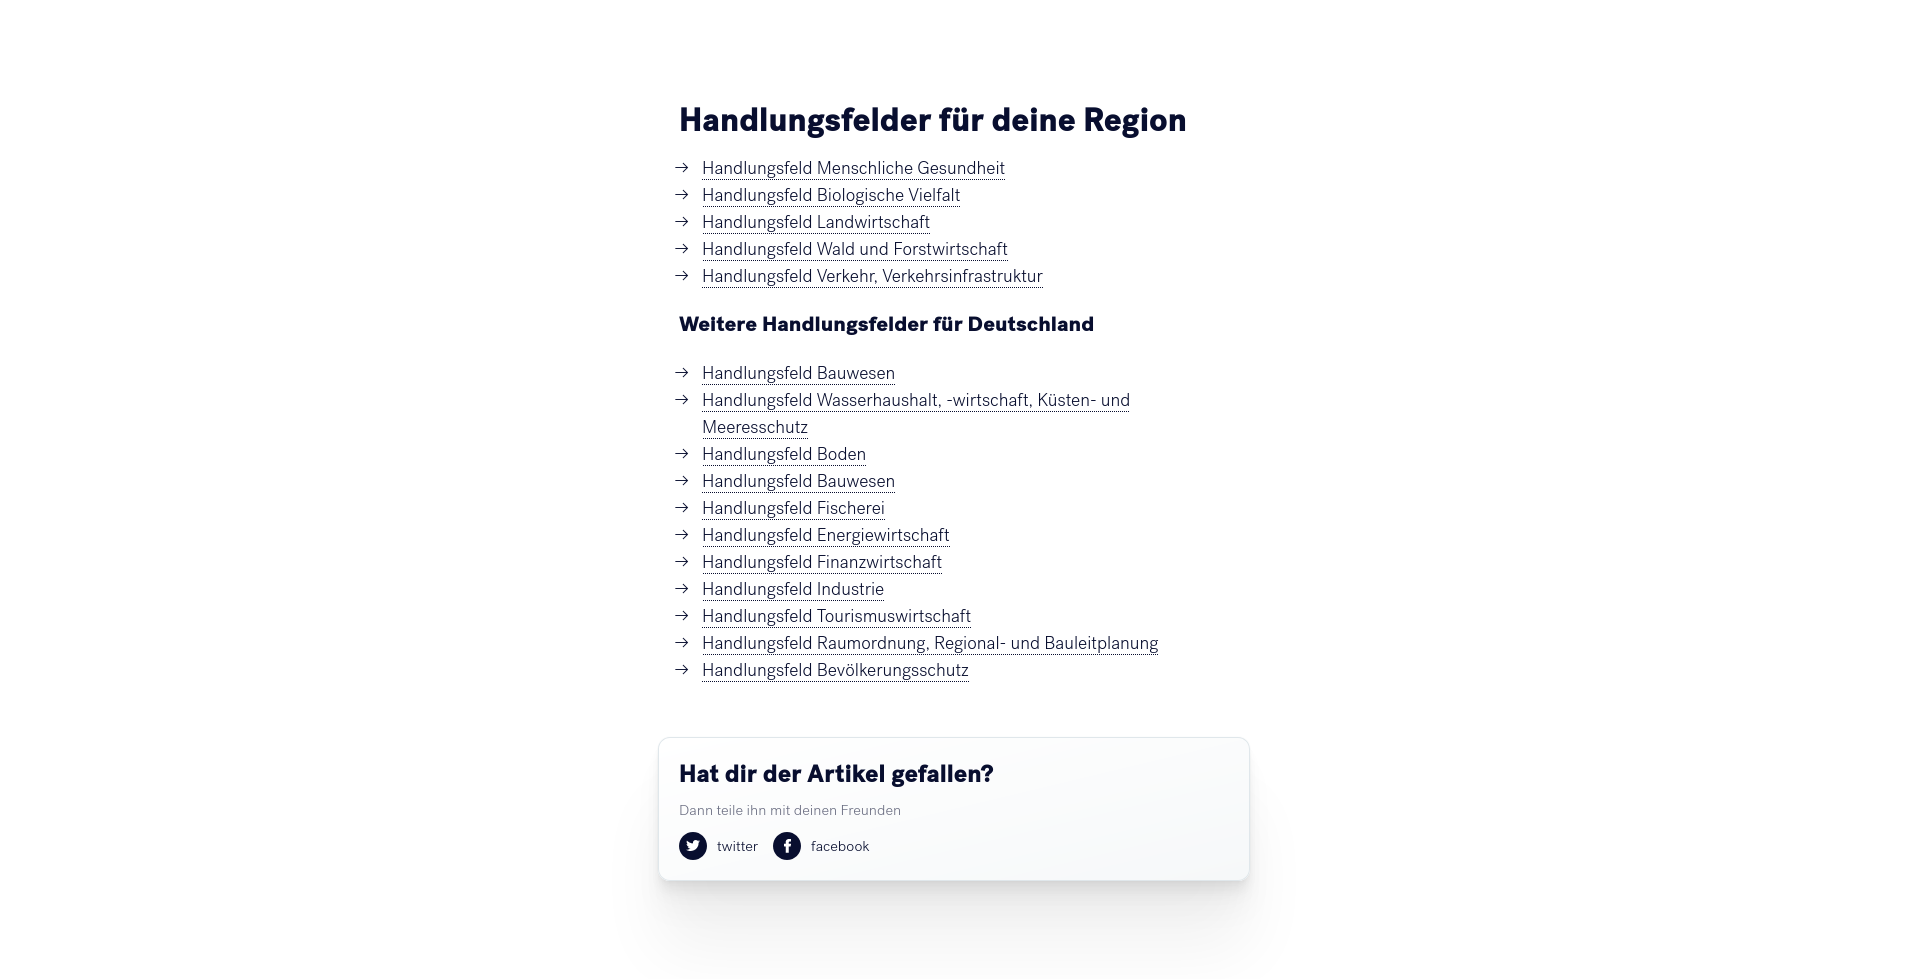 Handlungsfelder für deine Region
→ Handlungsfeld Menschliche Gesundheit
→ Handlungsfeld Biologische Vielfalt
→ Handlungsfeld Landwirtschaft
→ Handlungsfeld Wald und Forstwirtschaft
→ Handlungsfeld Verkehr, Verkehrsinfrastruktur
Weitere Handlungsfelder für Deutschland
→ Handlungsfeld Bauwesen
→ Handlungsfeld Wasserhaushalt, -wirtschaft, Küsten- und
Meeresschutz
→ Handlungsfeld Boden
→ Handlungsfeld Bauwesen
→ Handlungsfeld Fischerei
→ Handlungsfeld Energiewirtschaft
→ Handlungsfeld Finanzwirtschaft
→ Handlungsfeld Industrie
→ Handlungsfeld Tourismuswirtschaft
→ Handlungsfeld Raumordnung, Regional- und Bauleitplanung
→ Handlungsfeld Bevölkerungsschutz
Hat dir der Artikel gefallen?
Dann teile ihn mit deinen Freunden
twitter facebook